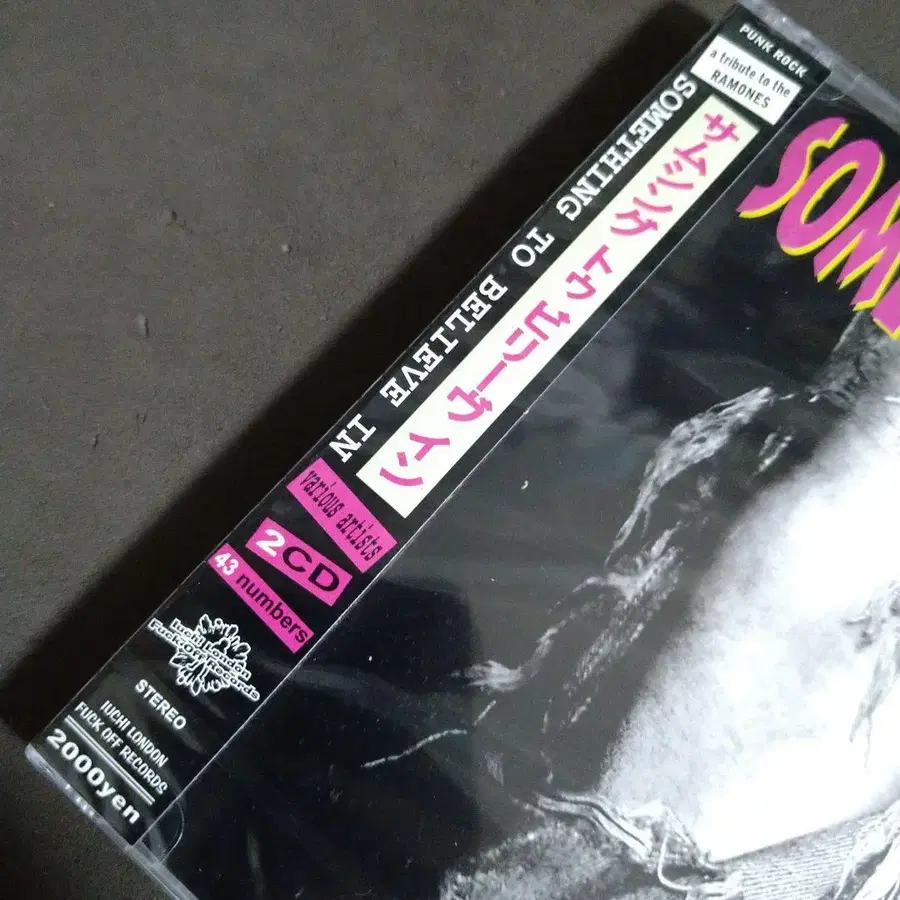 PUNK ROCK
a tribute to the
RAMONES
サムシング トゥ ビリーヴ イン
SOMETHING TO BELIEVE IN
various artists
2CD
43 numbers
Iuchi London
Fuckoff Records
STEREO
IUCHI LONDON
FUCK OFF RECORDS
2000yen
SOM